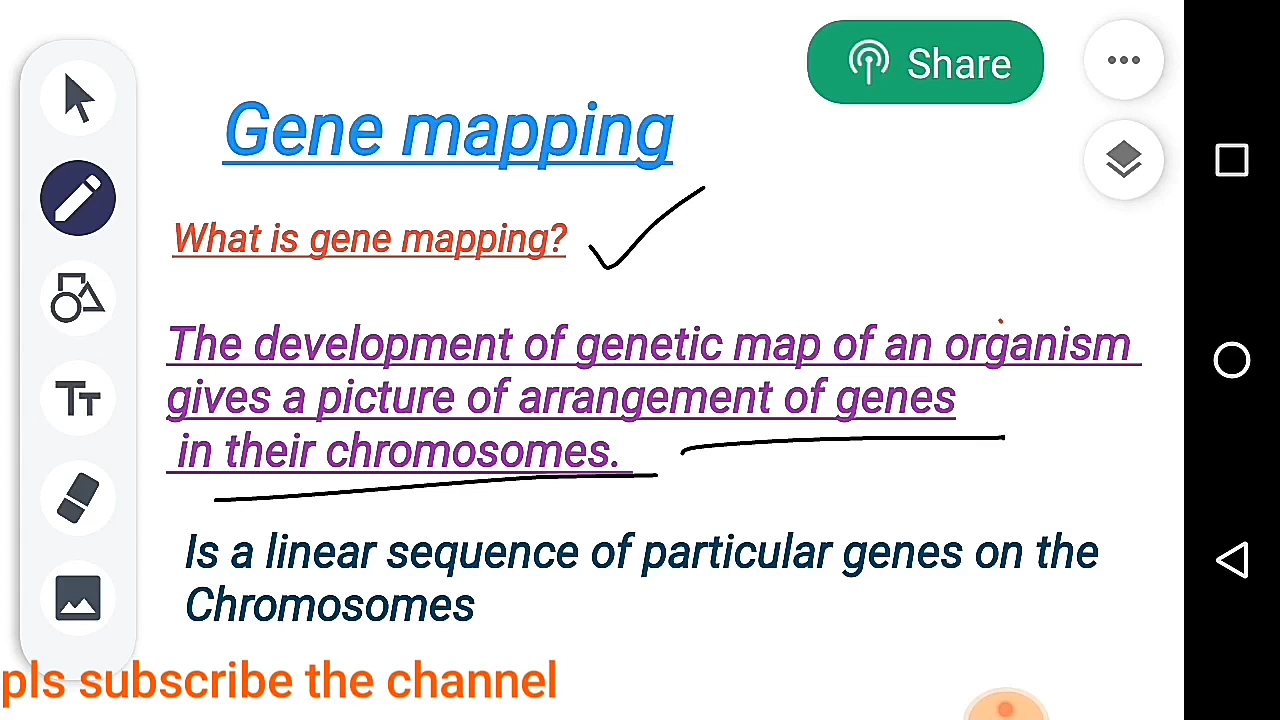 Share
Gene mapping
What is gene mapping?
The development of genetic map of an organism
gives a picture of arrangement of genes
in their chromosomes.
Is a linear sequence of particular genes on the
Chromosomes
pls subscribe the channel
TT